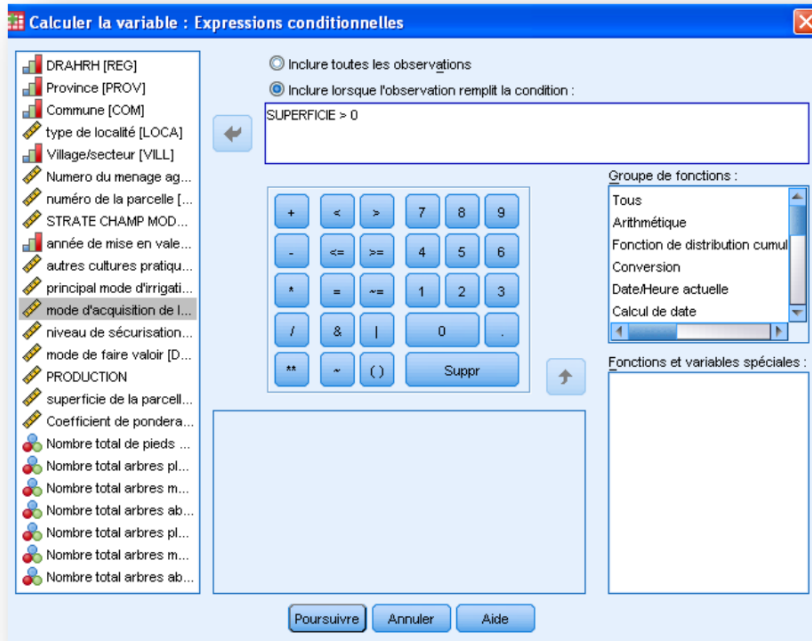 Calculer la variable : Expressions conditionnelles
DRAHRH [REG]
Province [PROV]
Commune [COM]
type de localité [LOCA]
Village/secteur [VILL]
Numero du menage ag...
numéro de la parcelle [...
STRATE CHAMP MOD...
année de mise en vale...
autres cultures pratiqu...
principal mode d'irrigati...
mode d'acquisition de l...
niveau de sécurisation...
mode de faire valoir [D...
PRODUCTION
superficie de la parcell...
Coefficient de pondera...
Nombre total de pieds ...
Nombre total arbres pl...
Nombre total arbres m...
Nombre total arbres ab...
Nombre total arbres pl...
Nombre total arbres m...
Nombre total arbres ab...
Inclure toutes les observations
Inclure lorsque l'observation remplit la condition :
SUPERFICIE > 0
+ < > 7 8 9
- <= >= 4 5 6
* = ~= 1 2 3
/ & | 0 .
** ~ ( ) Suppr
Groupe de fonctions :
Tous
Arithmétique
Fonction de distribution cumul
Conversion
Date/Heure actuelle
Calcul de date
Fonctions et variables spéciales :
Poursuivre Annuler Aide